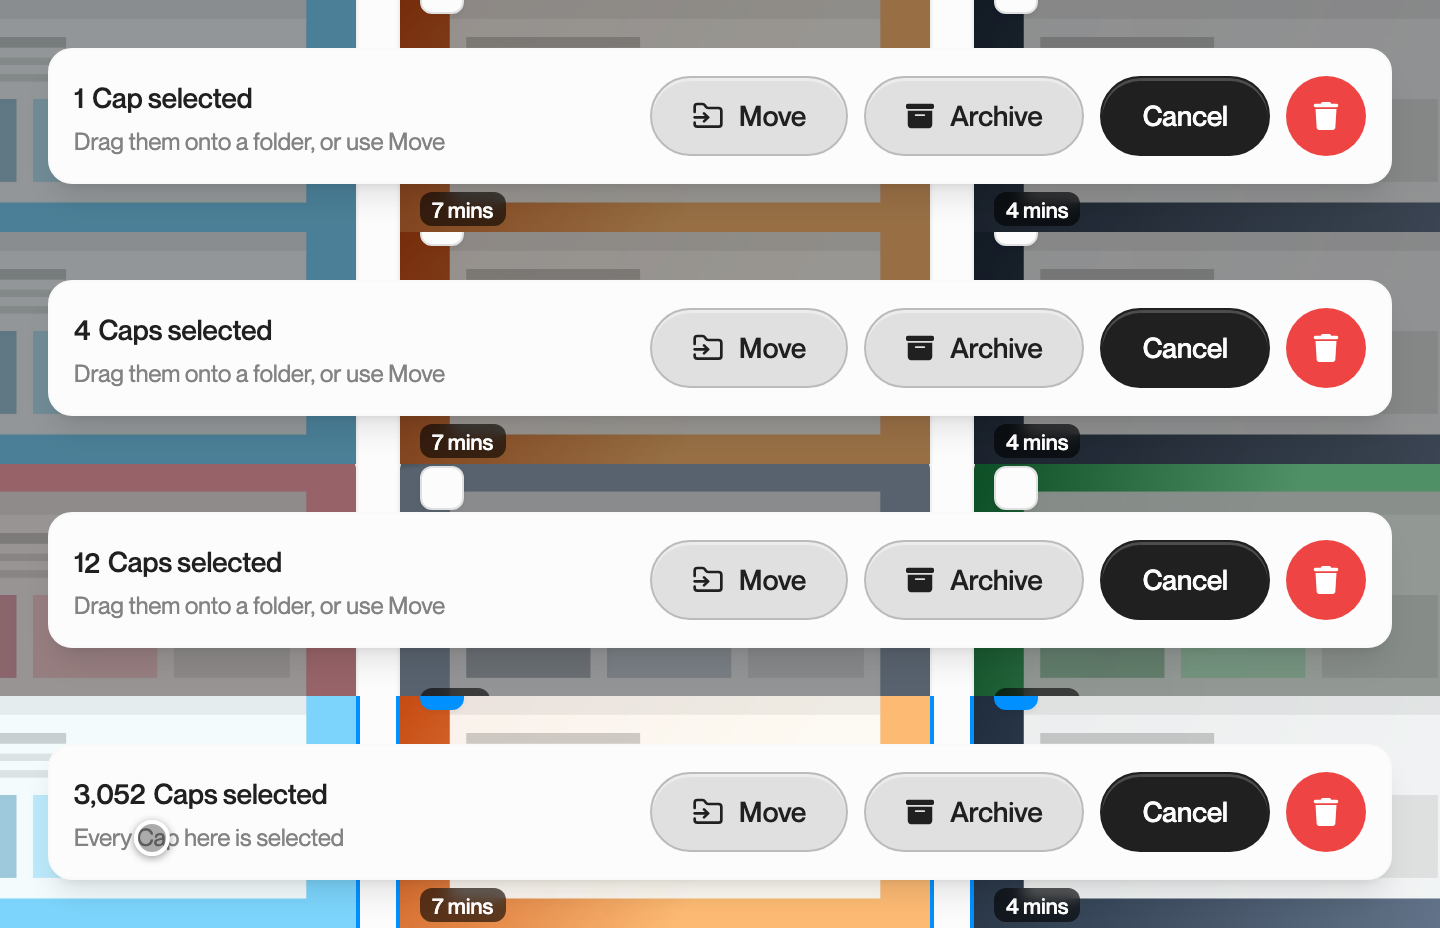 1 Cap selected
Drag them onto a folder, or use Move
Move
Archive
Cancel
7 mins
4 mins
4 Caps selected
Drag them onto a folder, or use Move
Move
Archive
Cancel
7 mins
4 mins
12 Caps selected
Drag them onto a folder, or use Move
Move
Archive
Cancel
3,052 Caps selected
Every Cap here is selected
Move
Archive
Cancel
7 mins
4 mins